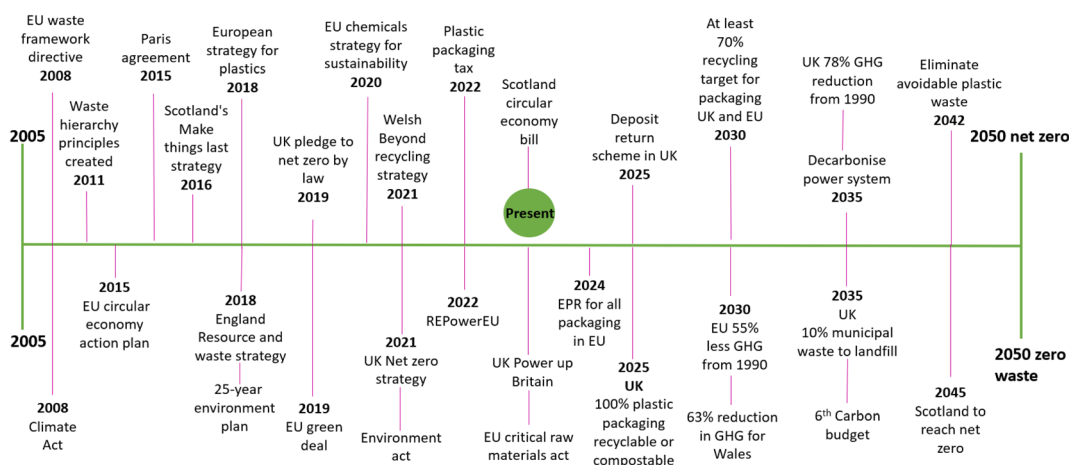 EU waste
framework
directive
2008
Waste
hierarchy
principles
created
2011
Paris
agreement
2015
Scotland's
Make
things last
strategy
2016
European
strategy for
plastics
2018
UK pledge to
net zero by
law
2019
EU chemicals
strategy for
sustainability
2020
Welsh
Beyond
recycling
strategy
2021
Plastic
packaging
tax
2022
Scotland
circular
economy
bill
Present
Deposit
return
scheme in UK
2025
At least
70%
recycling
target for
packaging
UK and EU
2030
UK 78% GHG
reduction
from 1990
Decarbonise
power system
2035
Eliminate
avoidable plastic
waste
2042
2005
2050 net zero
2005
2050 zero
waste
2008
Climate
Act
2015
EU circular
economy
action plan
2018
England
Resource and
waste strategy
25-year
environment
plan
2019
EU green
deal
2021
UK Net zero
strategy
Environment
act
2022
REPowerEU
UK Power up
Britain
EU critical raw
materials act
2024
EPR for all
packaging
in EU
2025
UK
100% plastic
packaging
recyclable or
compostable
2030
EU 55%
less GHG
from 1990
63% reduction
in GHG for
Wales
2035
UK
10% municipal
waste to landfill
6th Carbon
budget
2045
Scotland to
reach net
zero